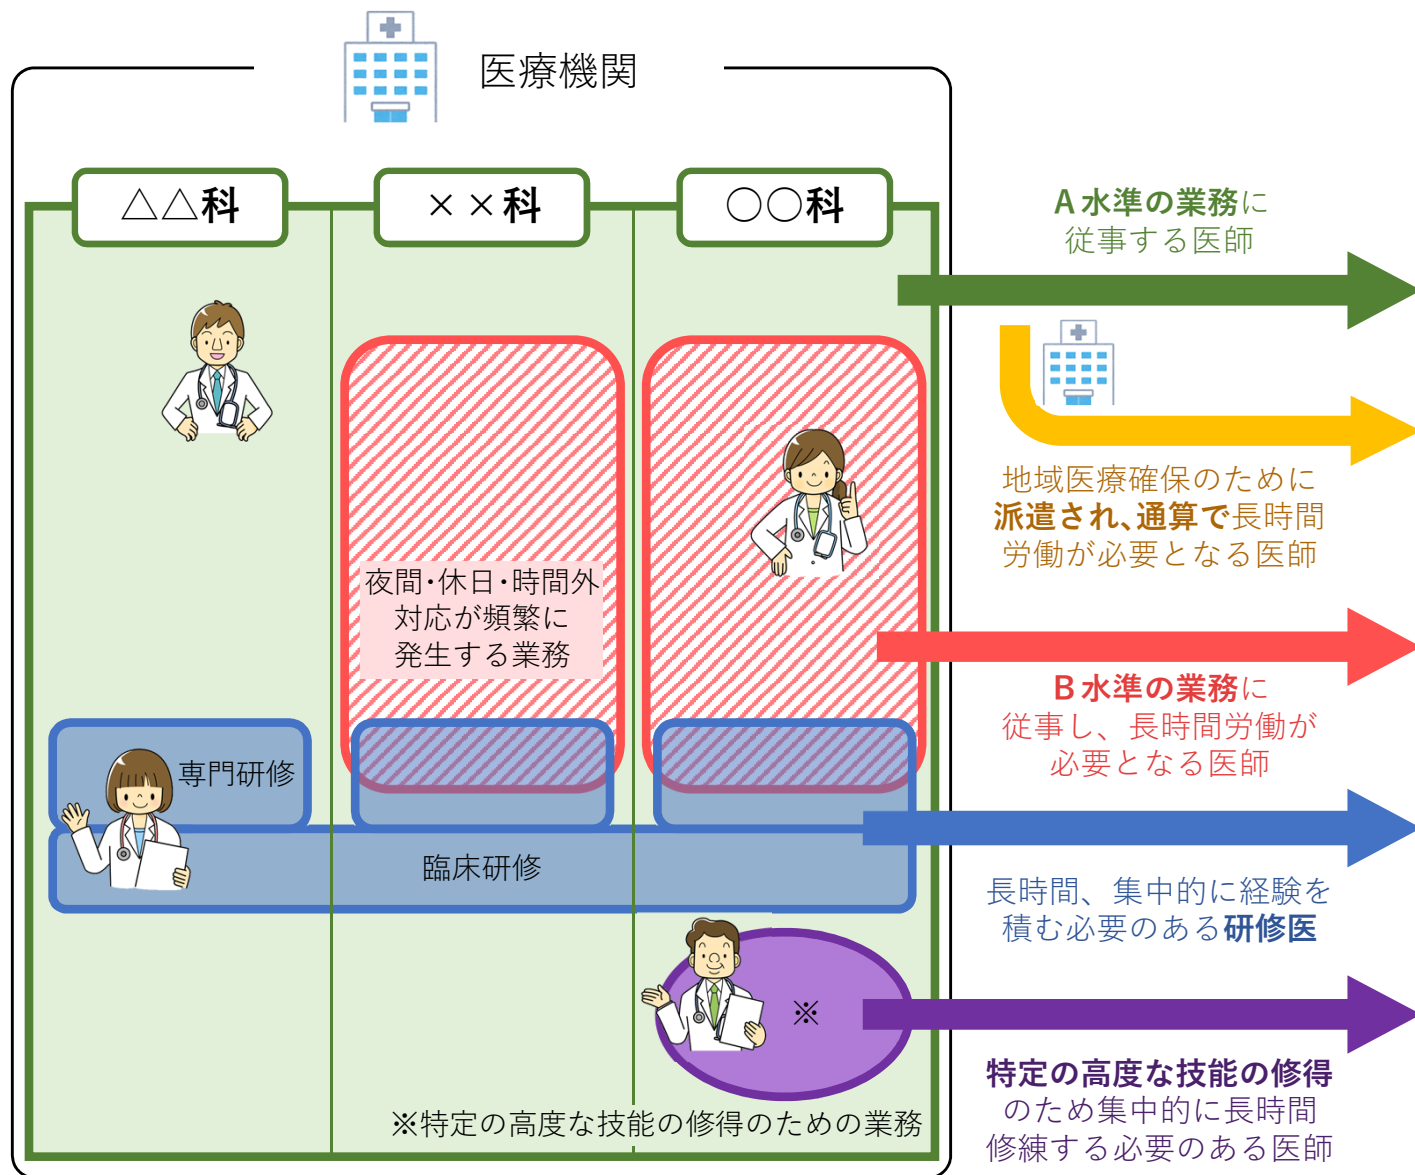 医療機関
△△科
××科
○○科
A水準の業務に
従事する医師
地域医療確保のために
派遣され、通算で長時間
労働が必要となる医師
夜間･休日･時間外
対応が頻繁に
発生する業務
B水準の業務に
従事し、長時間労働が
必要となる医師
専門研修
臨床研修
長時間、集中的に経験を
積む必要のある研修医
※
特定の高度な技能の修得
のため集中的に長時間
修練する必要のある医師
※特定の高度な技能の修得のための業務